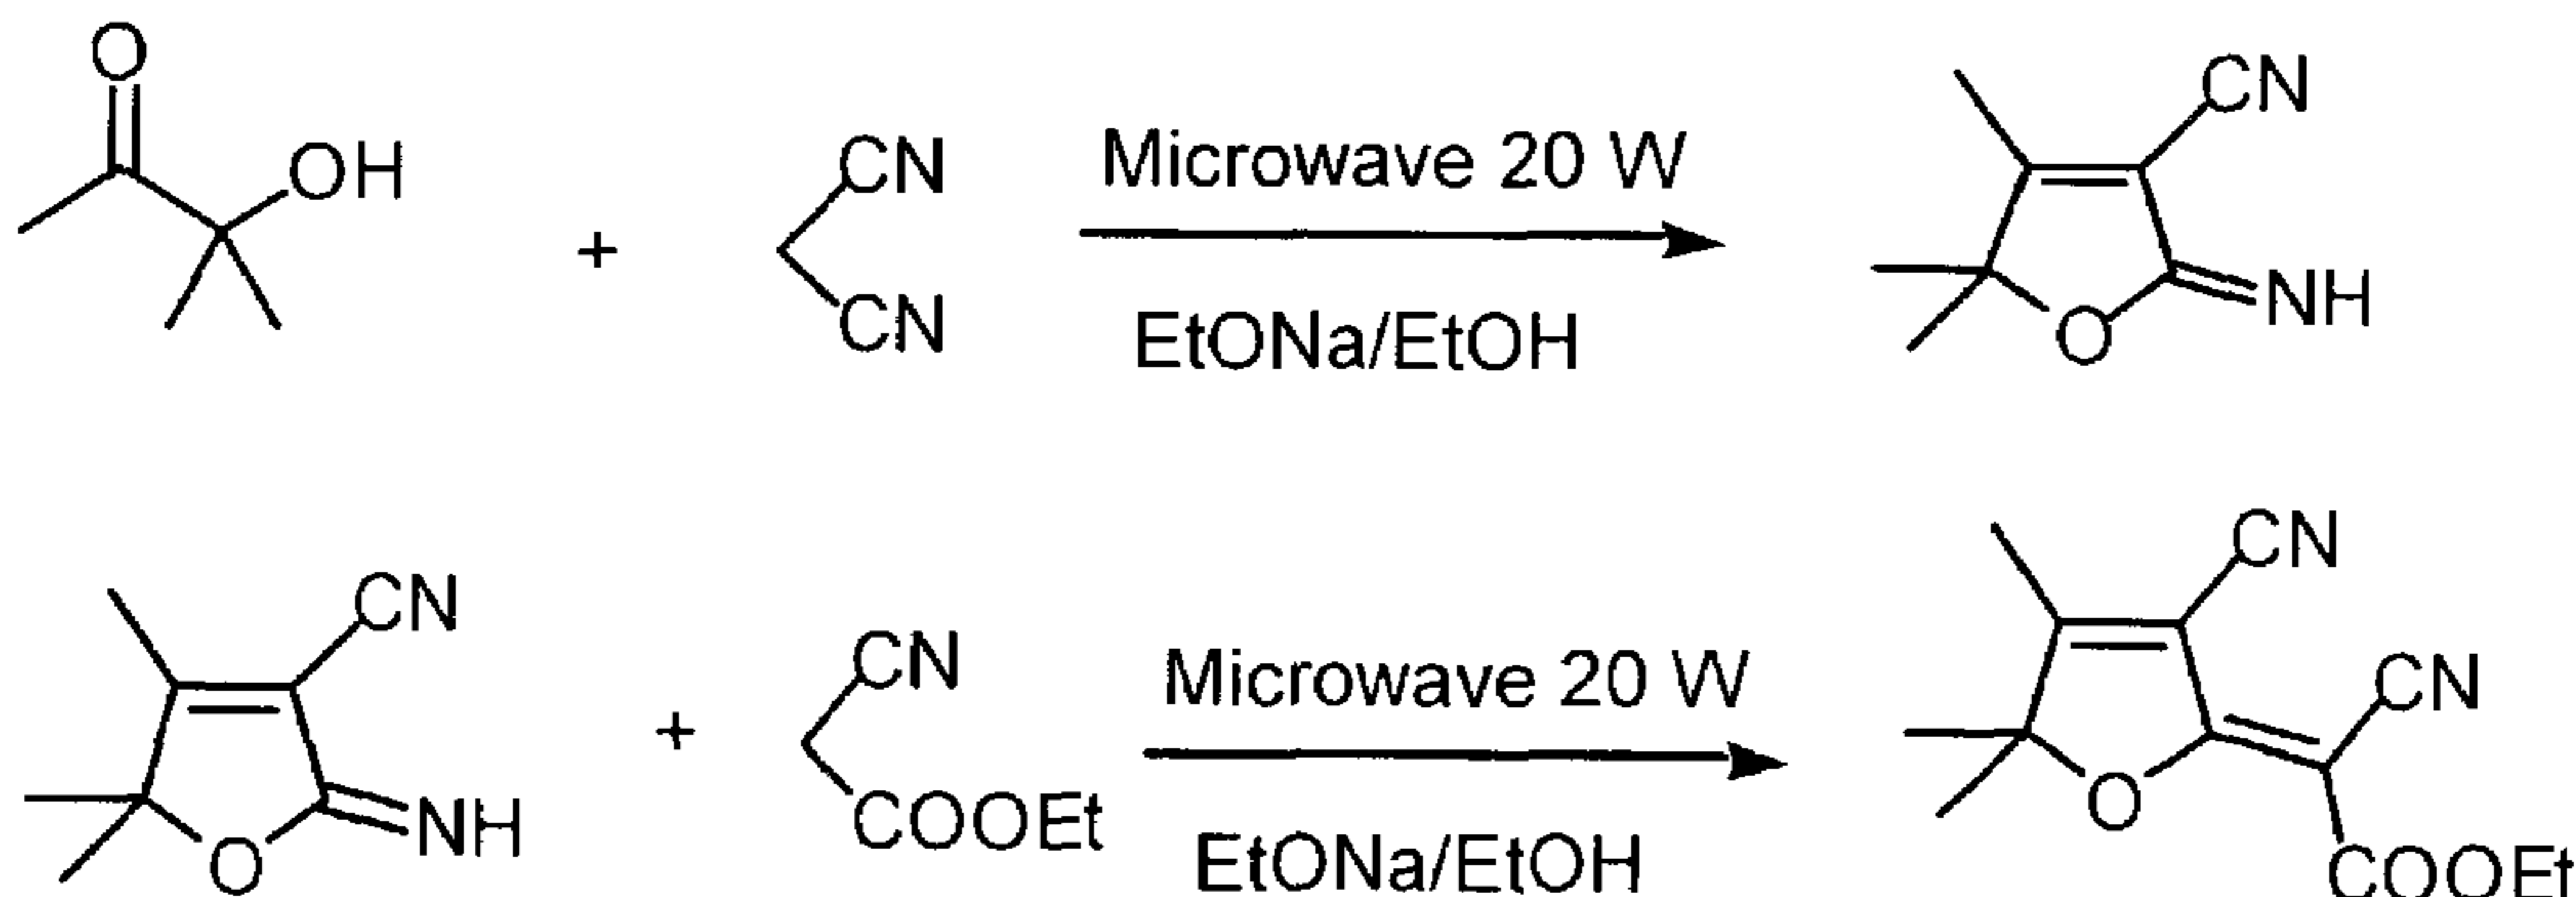 O
OH
+
CN
CN
Microwave 20 W
EtONa/EtOH
CN
O
NH
CN
O
NH
+
CN
COOEt
Microwave 20 W
EtONa/EtOH
CN
CN
O
COOEt